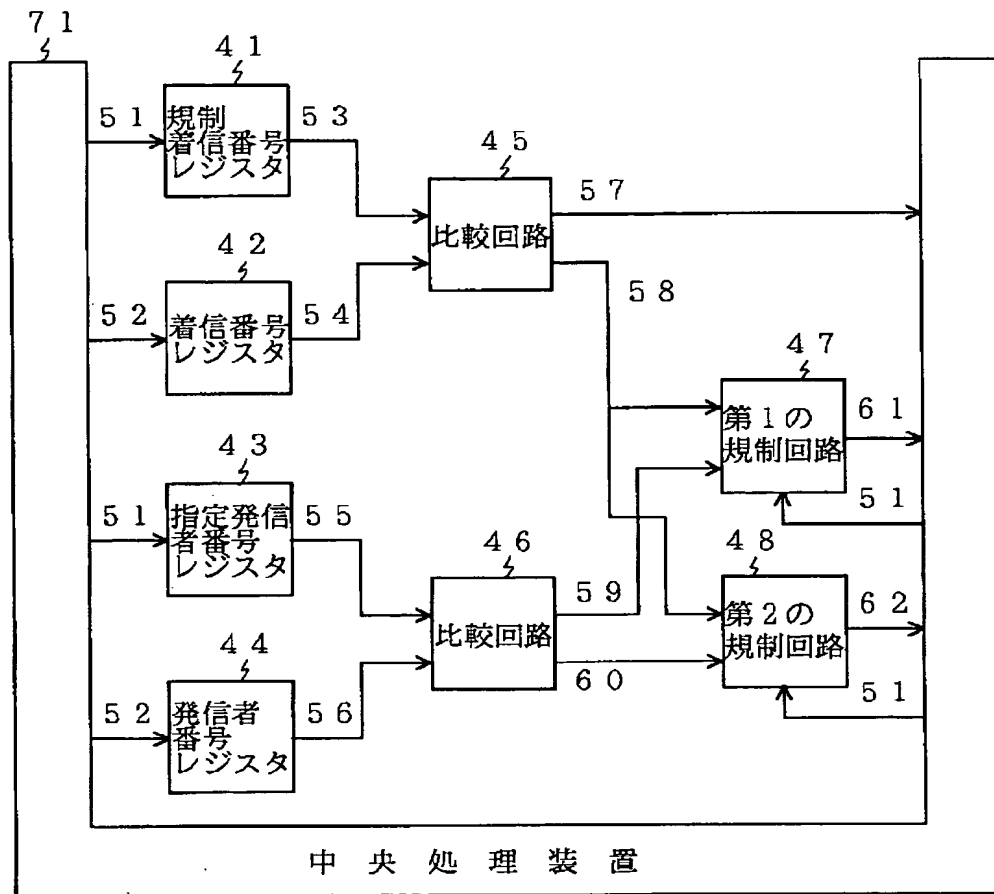 ７１
４１
５１
規制
着信番号
レジスタ
５３
４５
比較回路
５７
４２
５２
着信番号
レジスタ
５４
５８
４７
第１の
規制回路
６１
５１
４３
５１
指定発信
者番号
レジスタ
５５
４６
比較回路
５９
６０
４８
第２の
規制回路
６２
５１
４４
５２
発信者
番号
レジスタ
５６
中央処理装置